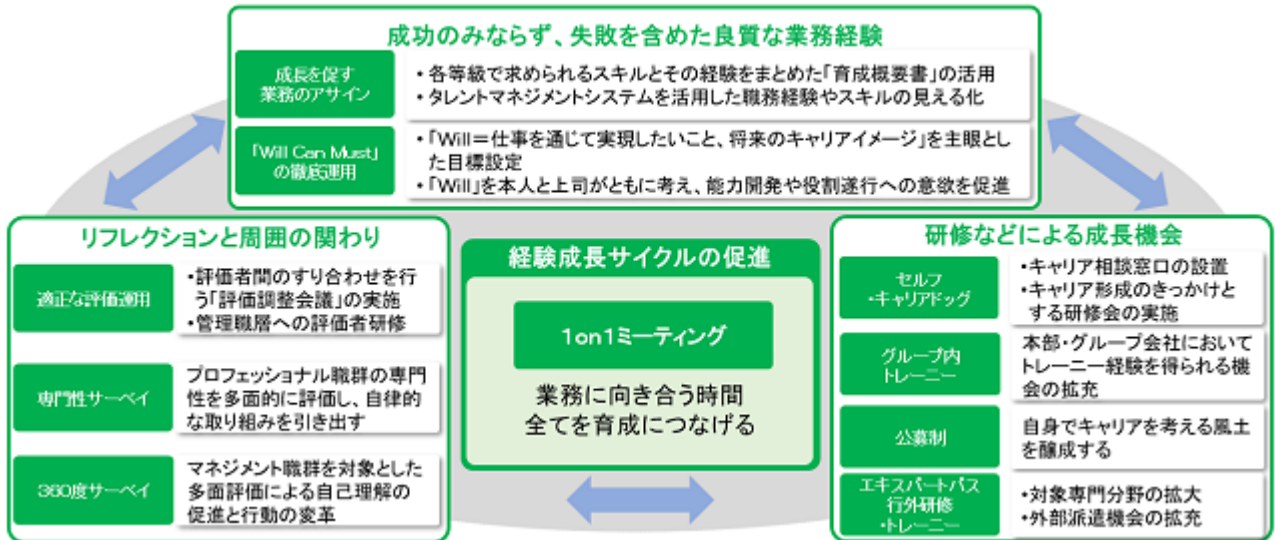 成功のみならず、失敗を含めた良質な業務経験
成長を促す
業務のアサイン
・各等級で求められるスキルとその経験をまとめた「育成概要書」の活用
・タレントマネジメントシステムを活用した職務経験やスキルの見える化
「Will Can Must」
の徹底運用
・「Will＝仕事を通じて実現したいこと、将来のキャリアイメージ」を主眼とし
た目標設定
・「Will」を本人と上司がともに考え、能力開発や役割遂行への意欲を促進
リフレクションと周囲の関わり
適正な評価運用
・評価者間のすり合わせを行
う「評価調整会議」の実施
・管理職層への評価者研修
専門性サーベイ
プロフェッショナル職群の専門
性を多面的に評価し、自律的
な取り組みを引き出す
360度サーベイ
マネジメント職群を対象とした
多面評価による自己理解の
促進と行動の変革
経験成長サイクルの促進
1on1ミーティング
業務に向き合う時間
全てを育成につなげる
研修などによる成長機会
セルフ
・キャリアドッグ
・キャリア相談窓口の設置
・キャリア形成のきっかけと
する研修会の実施
グループ内
トレーニー
本部・グループ会社において
トレーニー経験を得られる機
会の拡充
公募制
自身でキャリアを考える風土
を醸成する
エキスパートパス
行外研修
・トレーニー
・対象専門分野の拡大
・外部派遣機会の拡充